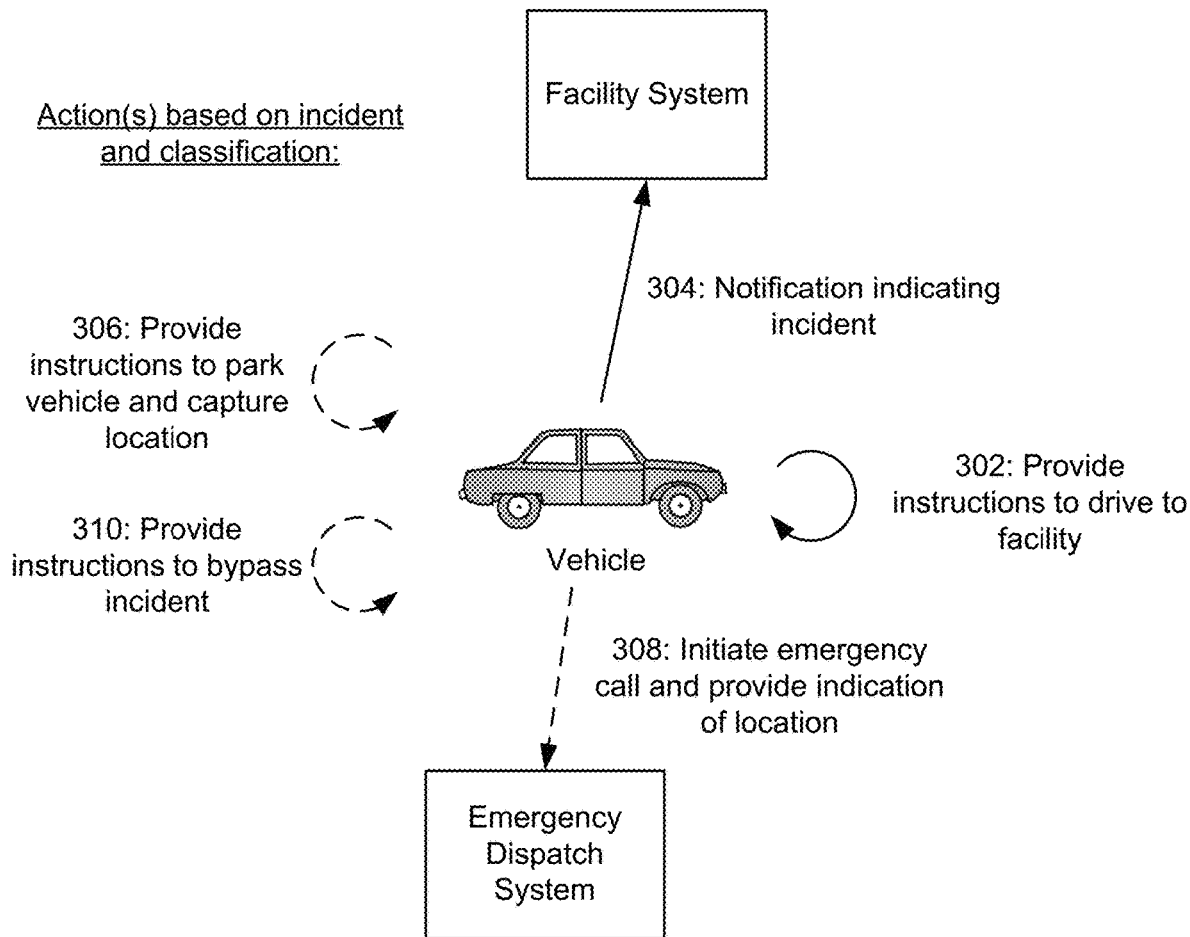 Facility System
Action(s) based on incident
and classification:
304: Notification indicating
incident
306: Provide
instructions to park
vehicle and capture
location
302: Provide
instructions to drive to
facility
310: Provide
instructions to bypass
incident
Vehicle
308: Initiate emergency
call and provide indication
of location
Emergency
Dispatch
System